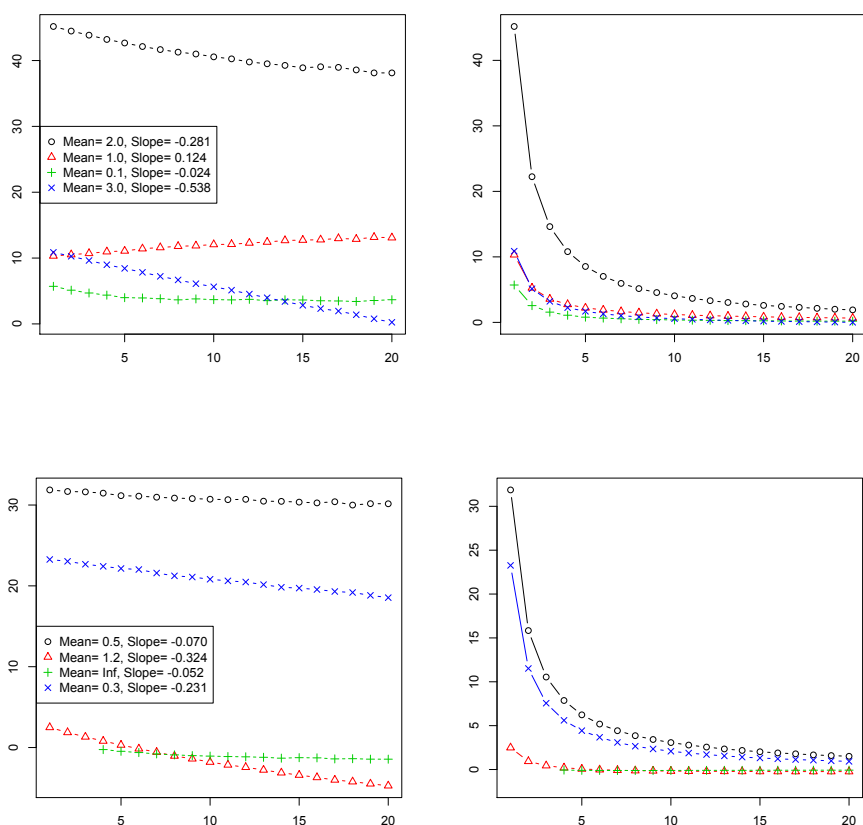 40
30
20
10
0
Mean= 2.0, Slope= -0.281
Mean= 1.0, Slope= 0.124
Mean= 0.1, Slope= -0.024
Mean= 3.0, Slope= -0.538
5 10 15 20
40
30
20
10
0
5 10 15 20
30
20
10
0
Mean= 0.5, Slope= -0.070
Mean= 1.2, Slope= -0.324
Mean= Inf, Slope= -0.052
Mean= 0.3, Slope= -0.231
5 10 15 20
30
25
20
15
10
5
0
5 10 15 20